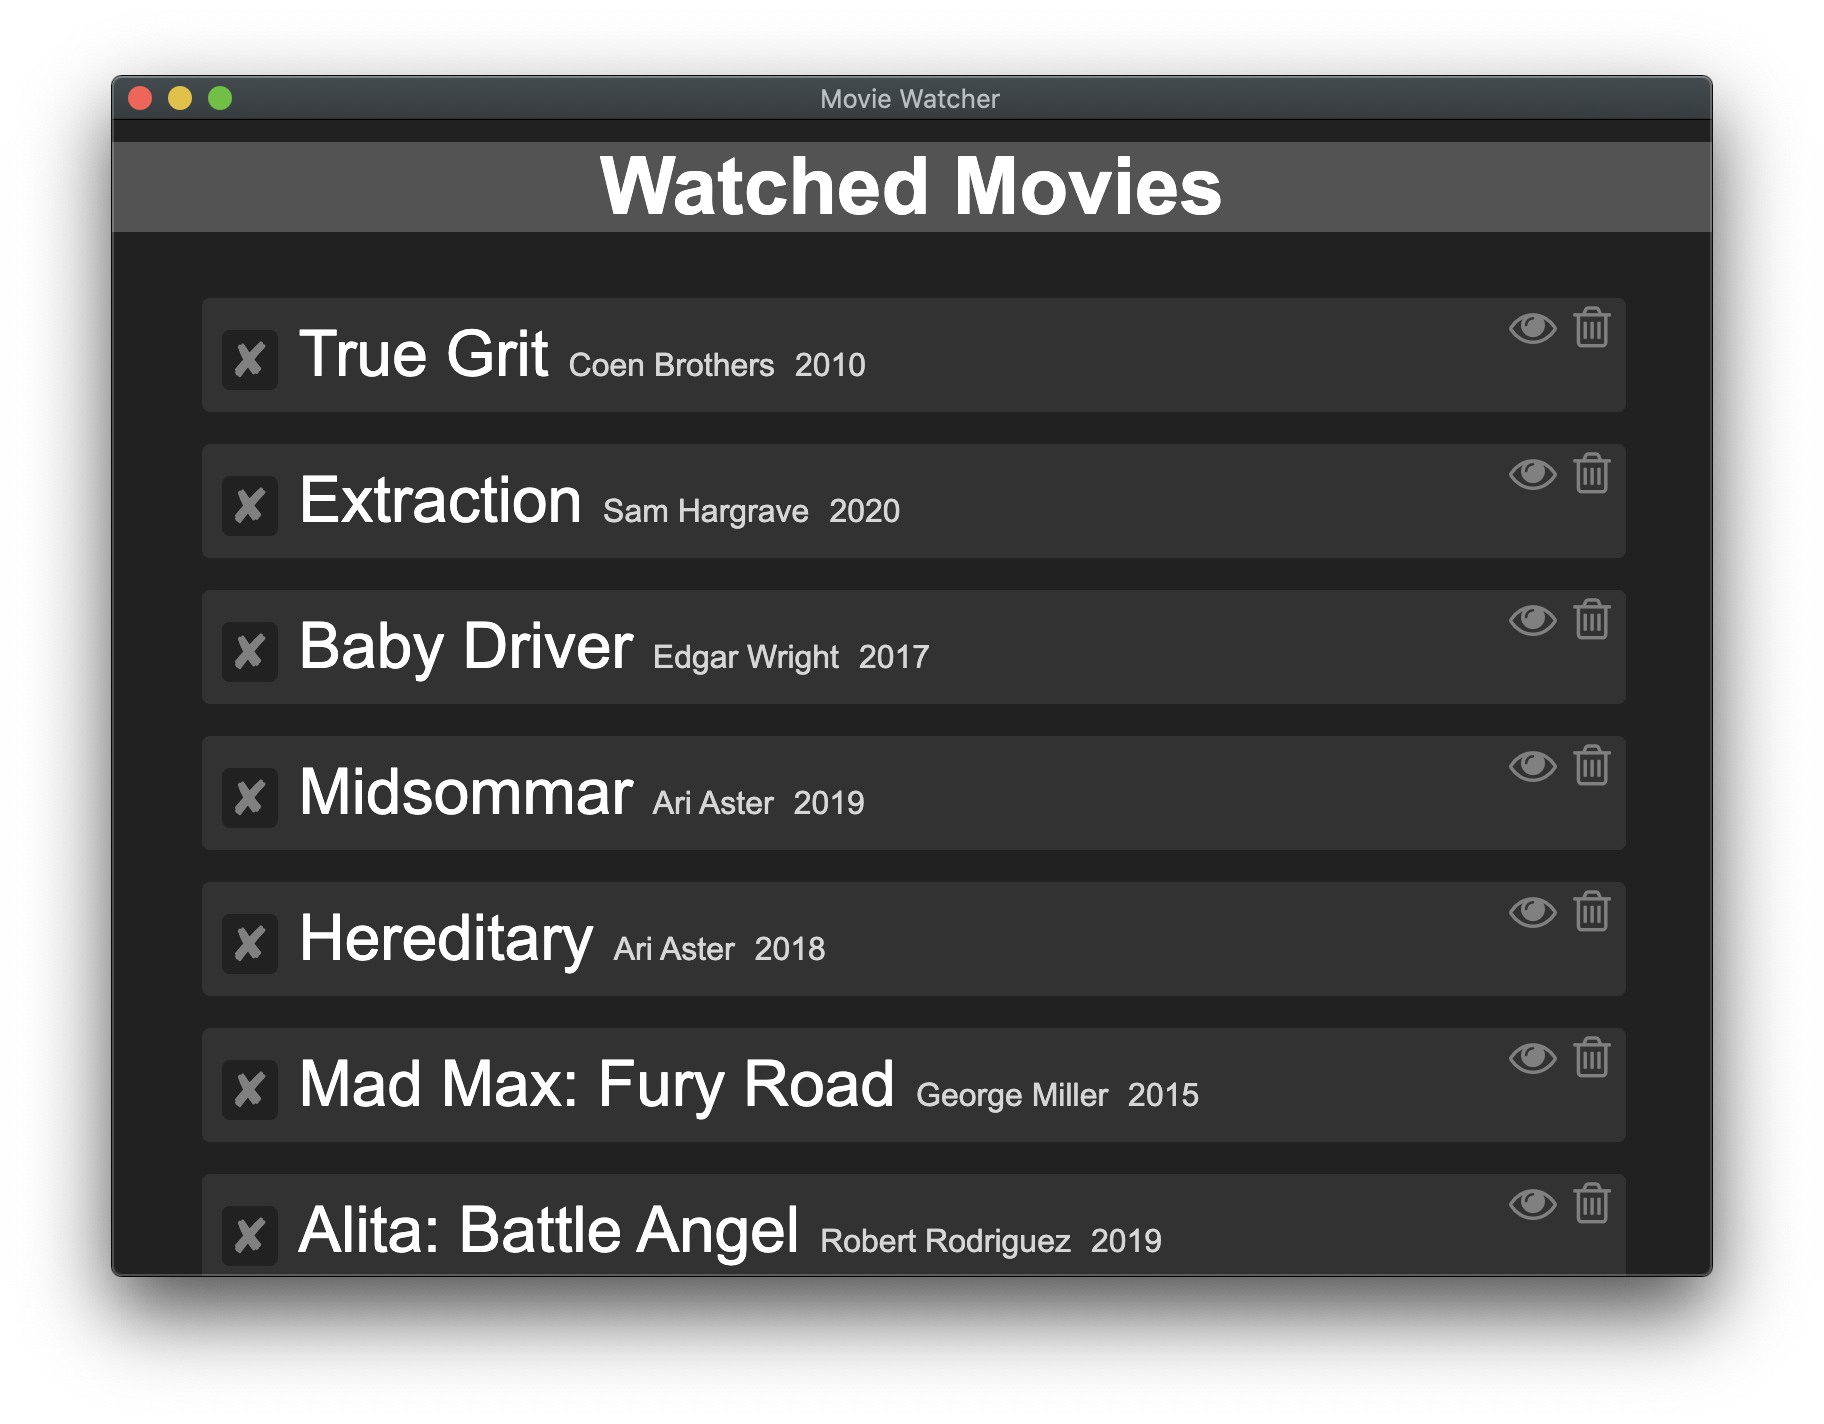 Movie Watcher
Watched Movies
✘ True Grit Coen Brothers 2010
✘ Extraction Sam Hargrave 2020
✘ Baby Driver Edgar Wright 2017
✘ Midsommar Ari Aster 2019
✘ Hereditary Ari Aster 2018
✘ Mad Max: Fury Road George Miller 2015
✘ Alita: Battle Angel Robert Rodriguez 2019